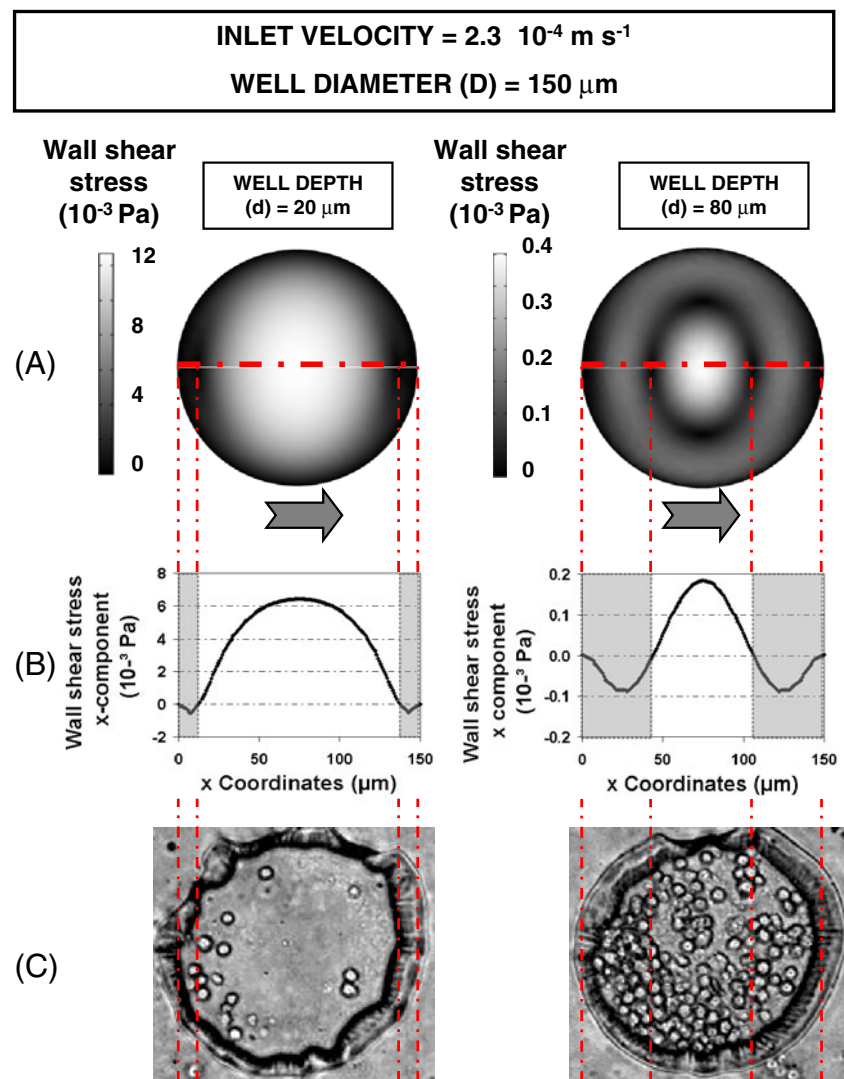 INLET VELOCITY = 2.3 10⁻⁴ m s⁻¹
WELL DIAMETER (D) = 150 µm
Wall shear
stress
(10⁻³ Pa)
WELL DEPTH
(d) = 20 µm
Wall shear
stress
(10⁻³ Pa)
WELL DEPTH
(d) = 80 µm
(A)
12
8
4
0
0.4
0.3
0.2
0.1
0
(B)
Wall shear stress
x-component
(10⁻³ Pa)
8
6
4
2
0
-2
0 50 100 150
x Coordinates (µm)
Wall shear stress
x component
(10⁻³ Pa)
0.2
0.1
0.0
-0.1
-0.2
0 50 100 150
x Coordinates (µm)
(C)